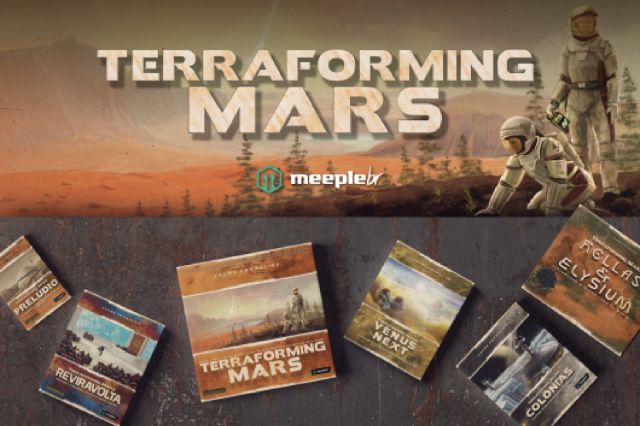 TERRAFORMING
MARS
meeplebr
PRELÚDIO
REVIRAVOLTA
TERRAFORMING
MARS
VENUS
NEXT
COLÔNIAS
HELLAS
&
ELYSIUM